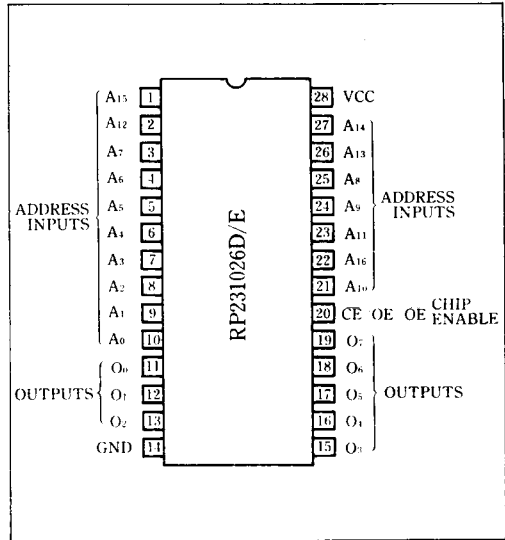 A15 1
A12 2
A7 3
A6 4
A5 5
A4 6
A3 7
A2 8
A1 9
A0 10
O0 11
O1 12
O2 13
GND 14
ADDRESS
INPUTS
OUTPUTS
RP231026D/E
28 VCC
27 A14
26 A13
25 A8
24 A9
23 A11
22 A16
21 A10
20 CE OE OE CHIP
ENABLE
19 O7
18 O6
17 O5
16 O4
15 O3
ADDRESS
INPUTS
OUTPUTS